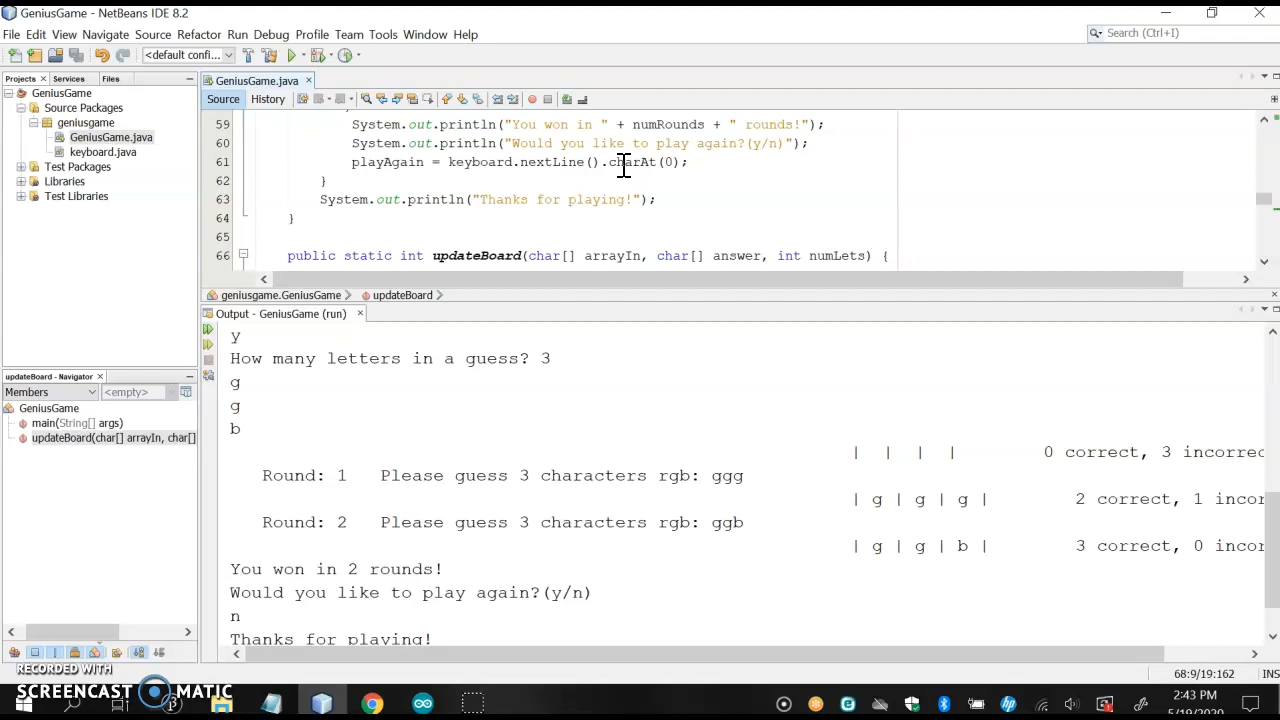 GeniusGame - NetBeans IDE 8.2
File Edit View Navigate Source Refactor Run Debug Profile Team Tools Window Help
Search (Ctrl+I)
<default confi...
Projects Services Files
GeniusGame
Source Packages
geniusgame
GeniusGame.java
keyboard.java
Test Packages
Libraries
Test Libraries
updateBoard - Navigator
Members <empty>
GeniusGame
main(String[] args)
updateBoard(char[] arrayIn, char[]
GeniusGame.java
Source History
59 System.out.println("You won in " + numRounds + " rounds!");
60 System.out.println("Would you like to play again?(y/n)");
61 playAgain = keyboard.nextLine().charAt(0);
62 }
63 System.out.println("Thanks for playing!");
64 }
65
66 public static int updateBoard(char[] arrayIn, char[] answer, int numLets) {
geniusgame.GeniusGame updateBoard
Output - GeniusGame (run)
y
How many letters in a guess? 3
g
g
b
| | | | 0 correct, 3 incorrec
Round: 1 Please guess 3 characters rgb: ggg
| g | g | g | 2 correct, 1 incor
Round: 2 Please guess 3 characters rgb: ggb
| g | g | b | 3 correct, 0 incor
You won in 2 rounds!
Would you like to play again?(y/n)
n
Thanks for playing!
68:9/19:162 INS
RECORDED WITH
SCREENCAST MATIC
2:43 PM
5/19/2020